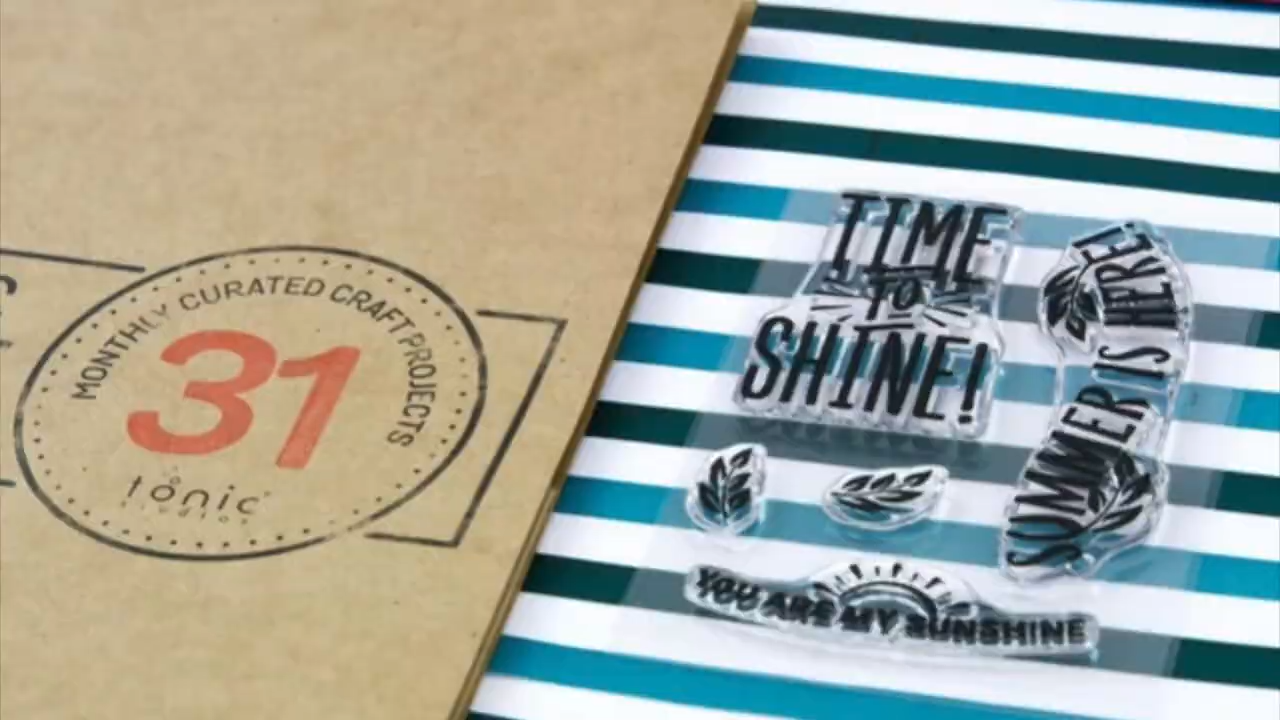 MONTHLY CURATED CRAFT PROJECTS
31
tonic
TIME
TO
SHINE!
SUMMER IS HERE!
YOU ARE MY SUNSHINE